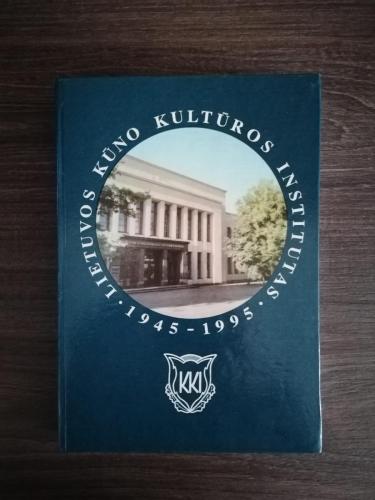 LIETUVOS KŪNO KULTŪROS INSTITUTAS
· 1945 - 1995 ·
KKI